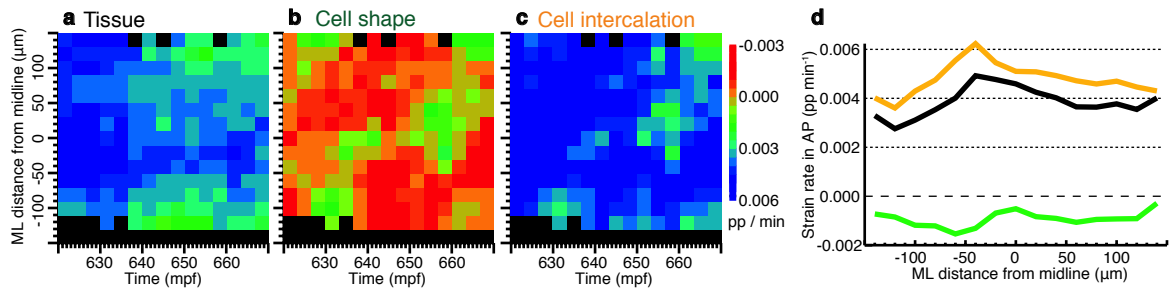 a Tissue
b Cell shape
c Cell intercalation
d
ML distance from midline (µm)
100
50
0
-50
-100
630 640 650 660
Time (mpf)
630 640 650 660
Time (mpf)
630 640 650 660
Time (mpf)
-0.003
0.000
0.003
0.006
pp / min
Strain rate in AP (pp min⁻¹)
0.006
0.004
0.002
0.000
-0.002
-100 -50 0 50 100
ML distance from midline (µm)